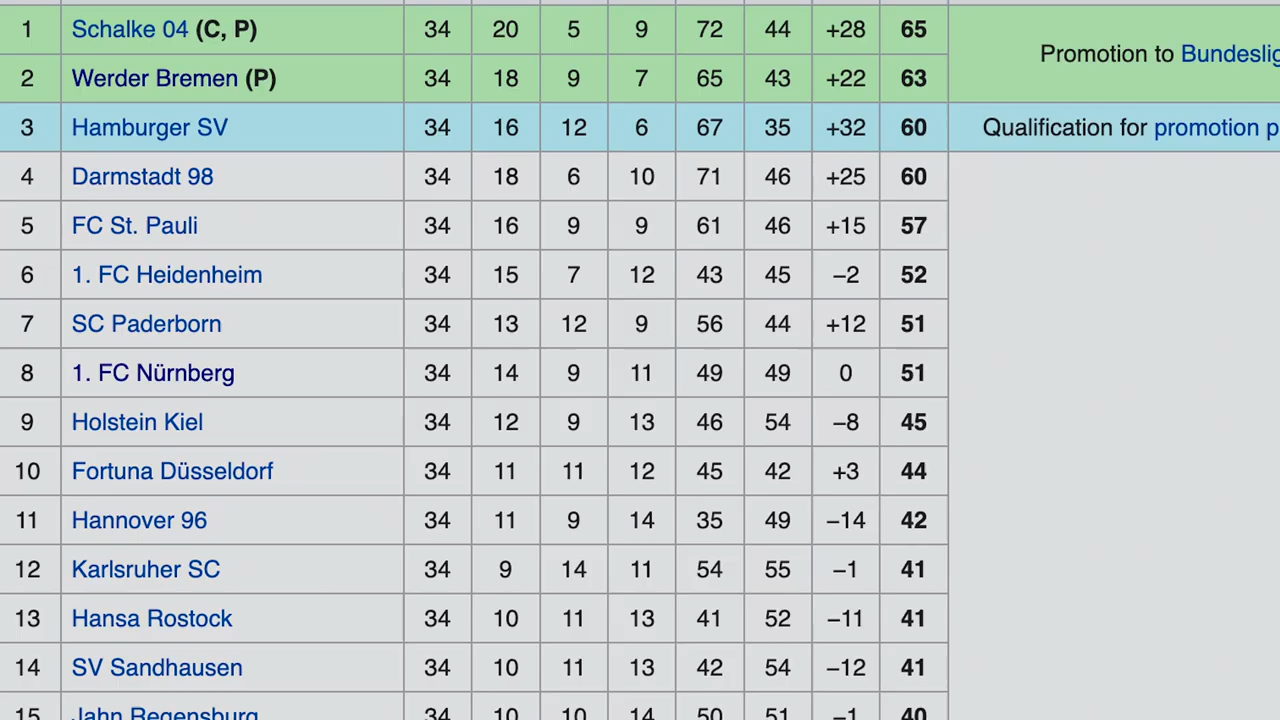 1 Schalke 04 (C, P) 34 20 5 9 72 44 +28 65 Promotion to
2 Werder Bremen (P) 34 18 9 7 65 43 +22 63
3 Hamburger SV 34 16 12 6 67 35 +32 60 Qualification for promotion
4 Darmstadt 98 34 18 6 10 71 46 +25 60
5 FC St. Pauli 34 16 9 9 61 46 +15 57
6 1. FC Heidenheim 34 15 7 12 43 45 −2 52
7 SC Paderborn 34 13 12 9 56 44 +12 51
8 1. FC Nürnberg 34 14 9 11 49 49 0 51
9 Holstein Kiel 34 12 9 13 46 54 −8 45
10 Fortuna Düsseldorf 34 11 11 12 45 42 +3 44
11 Hannover 96 34 11 9 14 35 49 −14 42
12 Karlsruher SC 34 9 14 11 54 55 −1 41
13 Hansa Rostock 34 10 11 13 41 52 −11 41
14 SV Sandhausen 34 10 11 13 42 54 −12 41
15 Jahn Regensburg 34 10 10 14 50 51 −1 40